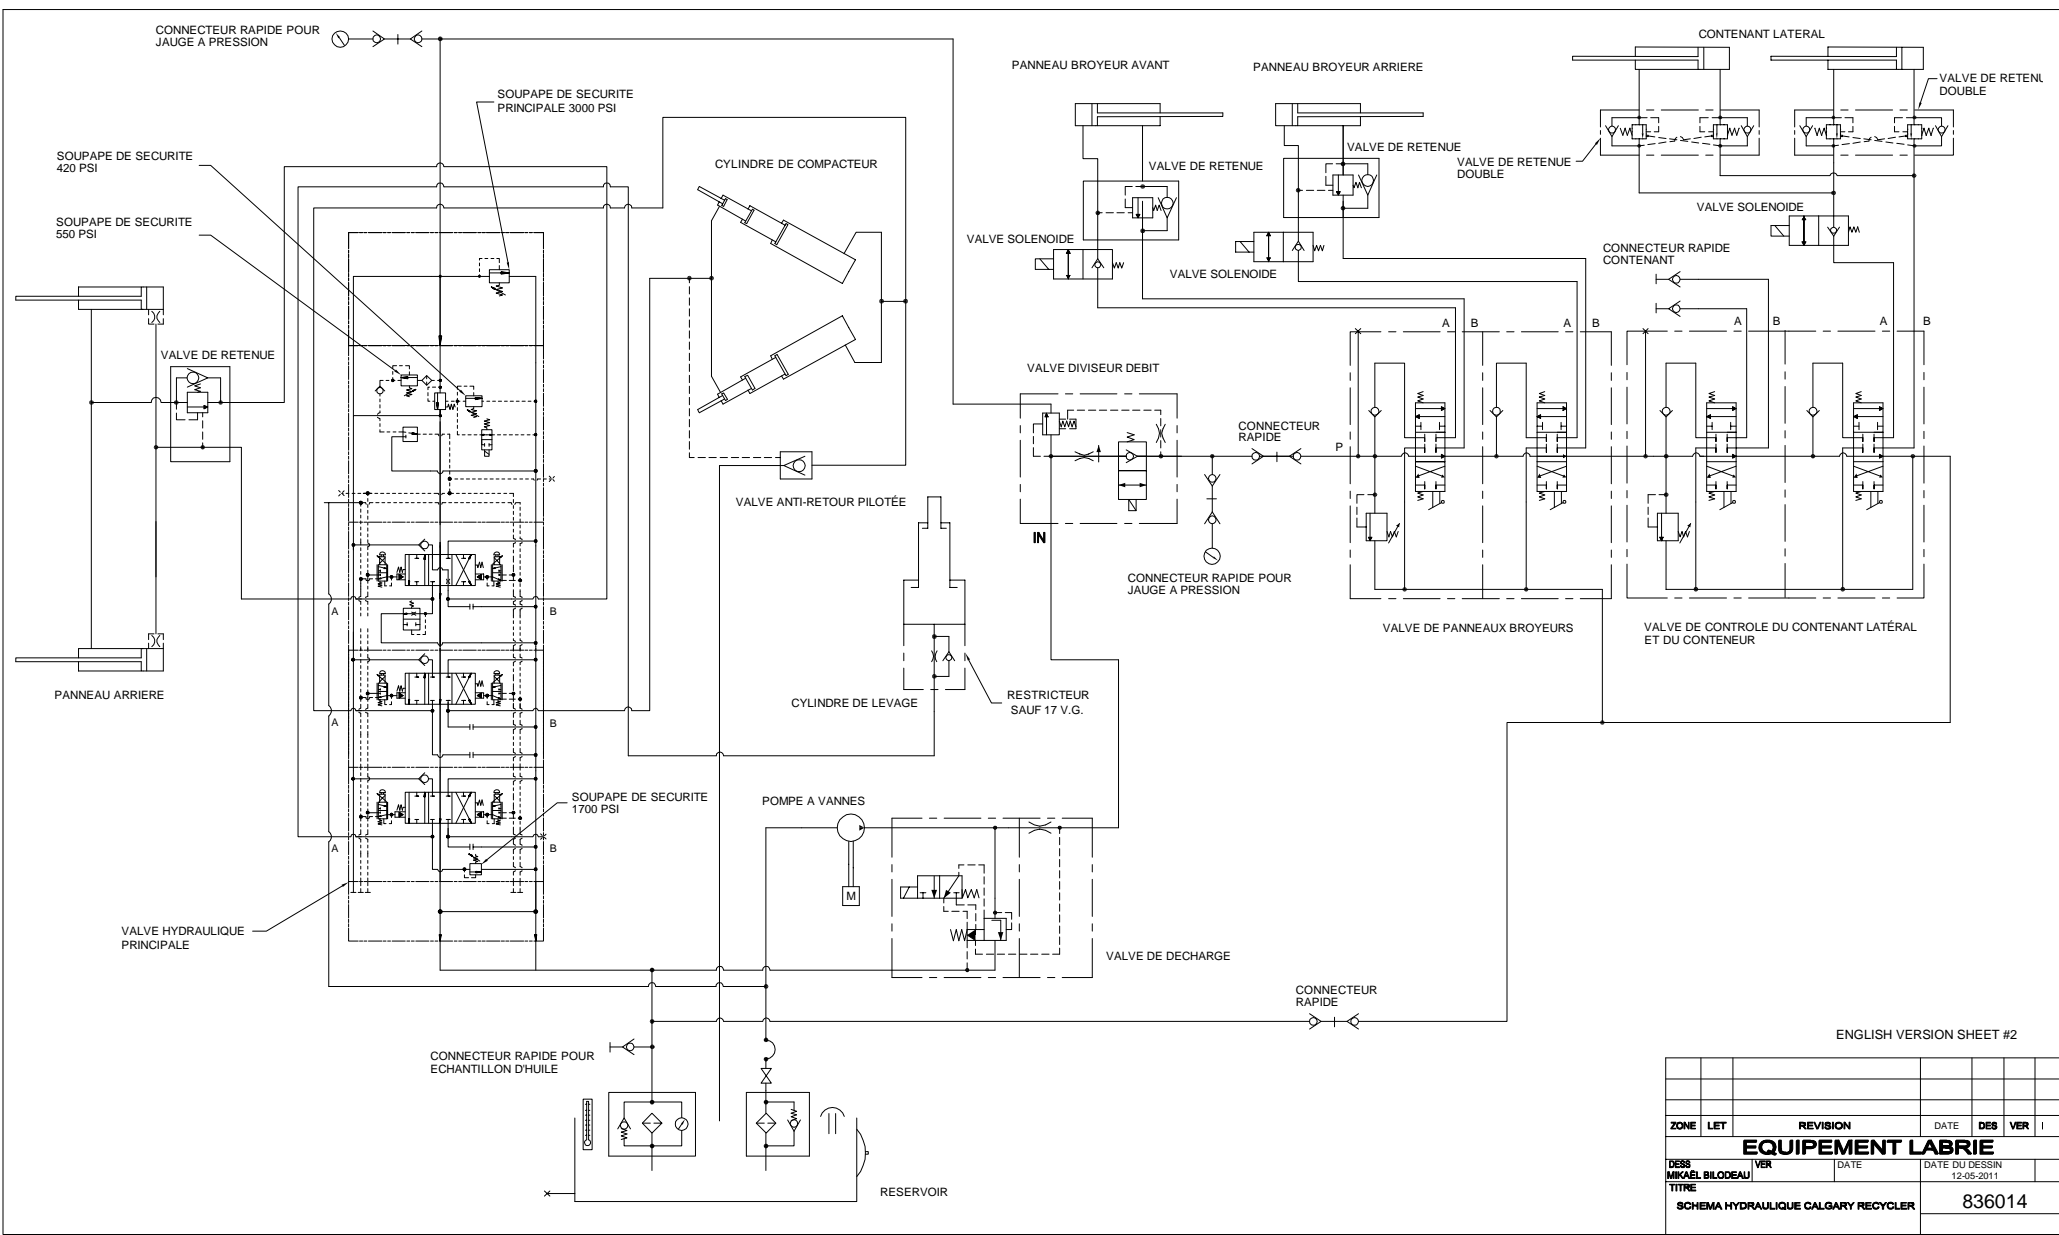 CONNECTEUR RAPIDE POUR
JAUGE A PRESSION
SOUPAPE DE SECURITE
PRINCIPALE 3000 PSI
SOUPAPE DE SECURITE
420 PSI
SOUPAPE DE SECURITE
550 PSI
CYLINDRE DE COMPACTEUR
PANNEAU BROYEUR AVANT
PANNEAU BROYEUR ARRIERE
CONTENANT LATERAL
VALVE DE RETENU
DOUBLE
VALVE DE RETENUE
VALVE DE RETENUE
VALVE DE RETENUE
DOUBLE
VALVE SOLENOIDE
VALVE SOLENOIDE
VALVE SOLENOIDE
CONNECTEUR RAPIDE
CONTENANT
A
B
A
B
A
B
A
B
VALVE DE RETENUE
VALVE DIVISEUR DEBIT
CONNECTEUR
RAPIDE
P
IN
VALVE ANTI-RETOUR PILOTÉE
CONNECTEUR RAPIDE POUR
JAUGE A PRESSION
VALVE DE PANNEAUX BROYEURS
VALVE DE CONTROLE DU CONTENANT LATÉRAL
ET DU CONTENEUR
A
B
PANNEAU ARRIERE
CYLINDRE DE LEVAGE
RESTRICTEUR
SAUF 17 V.G.
A
B
SOUPAPE DE SECURITE
1700 PSI
POMPE A VANNES
A
B
M
VALVE HYDRAULIQUE
PRINCIPALE
VALVE DE DECHARGE
CONNECTEUR
RAPIDE
CONNECTEUR RAPIDE POUR
ECHANTILLON D'HUILE
RESERVOIR
ENGLISH VERSION SHEET #2
ZONE LET REVISION DATE DES VER
EQUIPEMENT LABRIE
DESS VER DATE DATE DU DESSIN
MIKAËL BILODEAU 12-05-2011
TITRE
SCHEMA HYDRAULIQUE CALGARY RECYCLER 836014